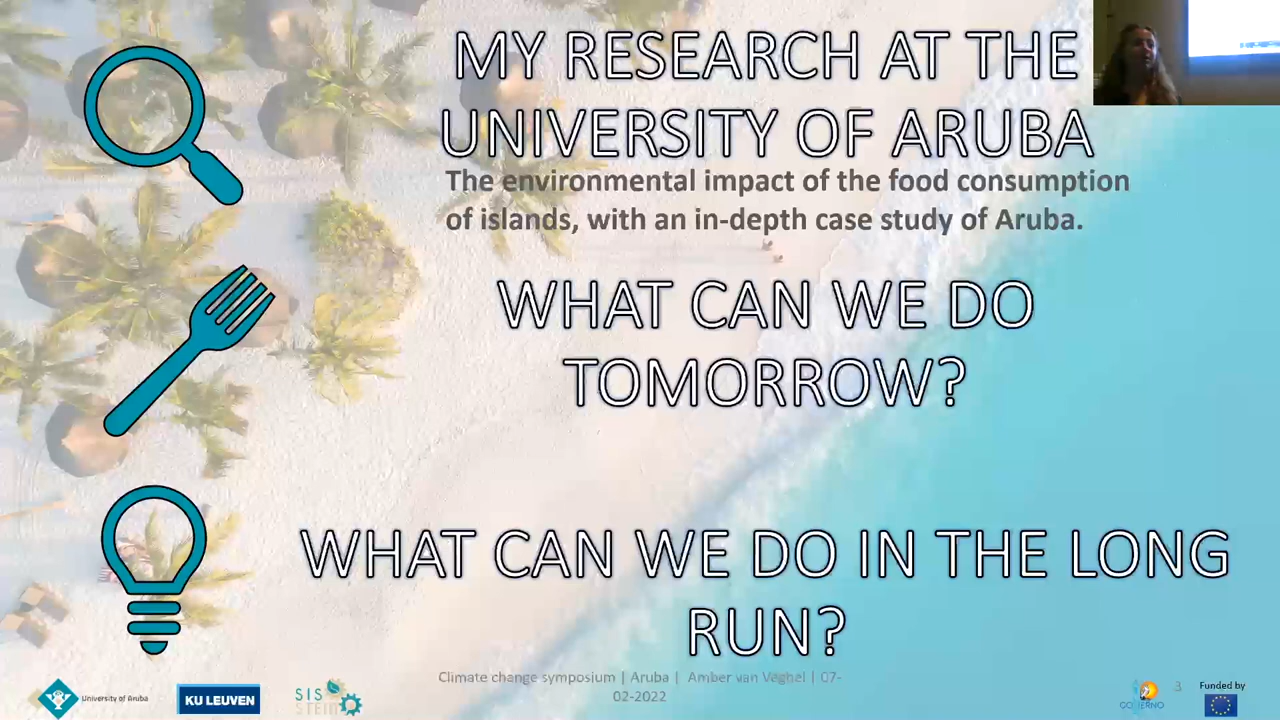 MY RESEARCH AT THE
UNIVERSITY OF ARUBA
The environmental impact of the food consumption
of islands, with an in-depth case study of Aruba.
WHAT CAN WE DO
TOMORROW?
WHAT CAN WE DO IN THE LONG
RUN?
Climate change symposium | Aruba | Amber van Veghel | 07-
02-2022
University of Aruba
KU LEUVEN
SIS
STEM
GOBIERNO
3
Funded by